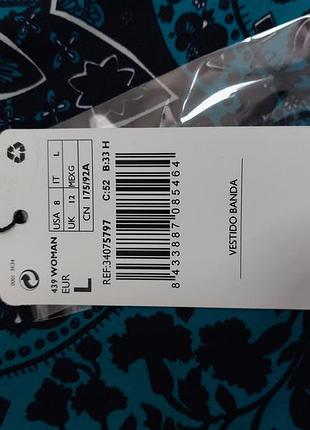 439 WOMAN
USA 8 IT L
UK 12 MEX G
CN 175/92A
EUR
L
REF:34075797 C:52 B:33 H
8433887085464
VESTIDO BANDA